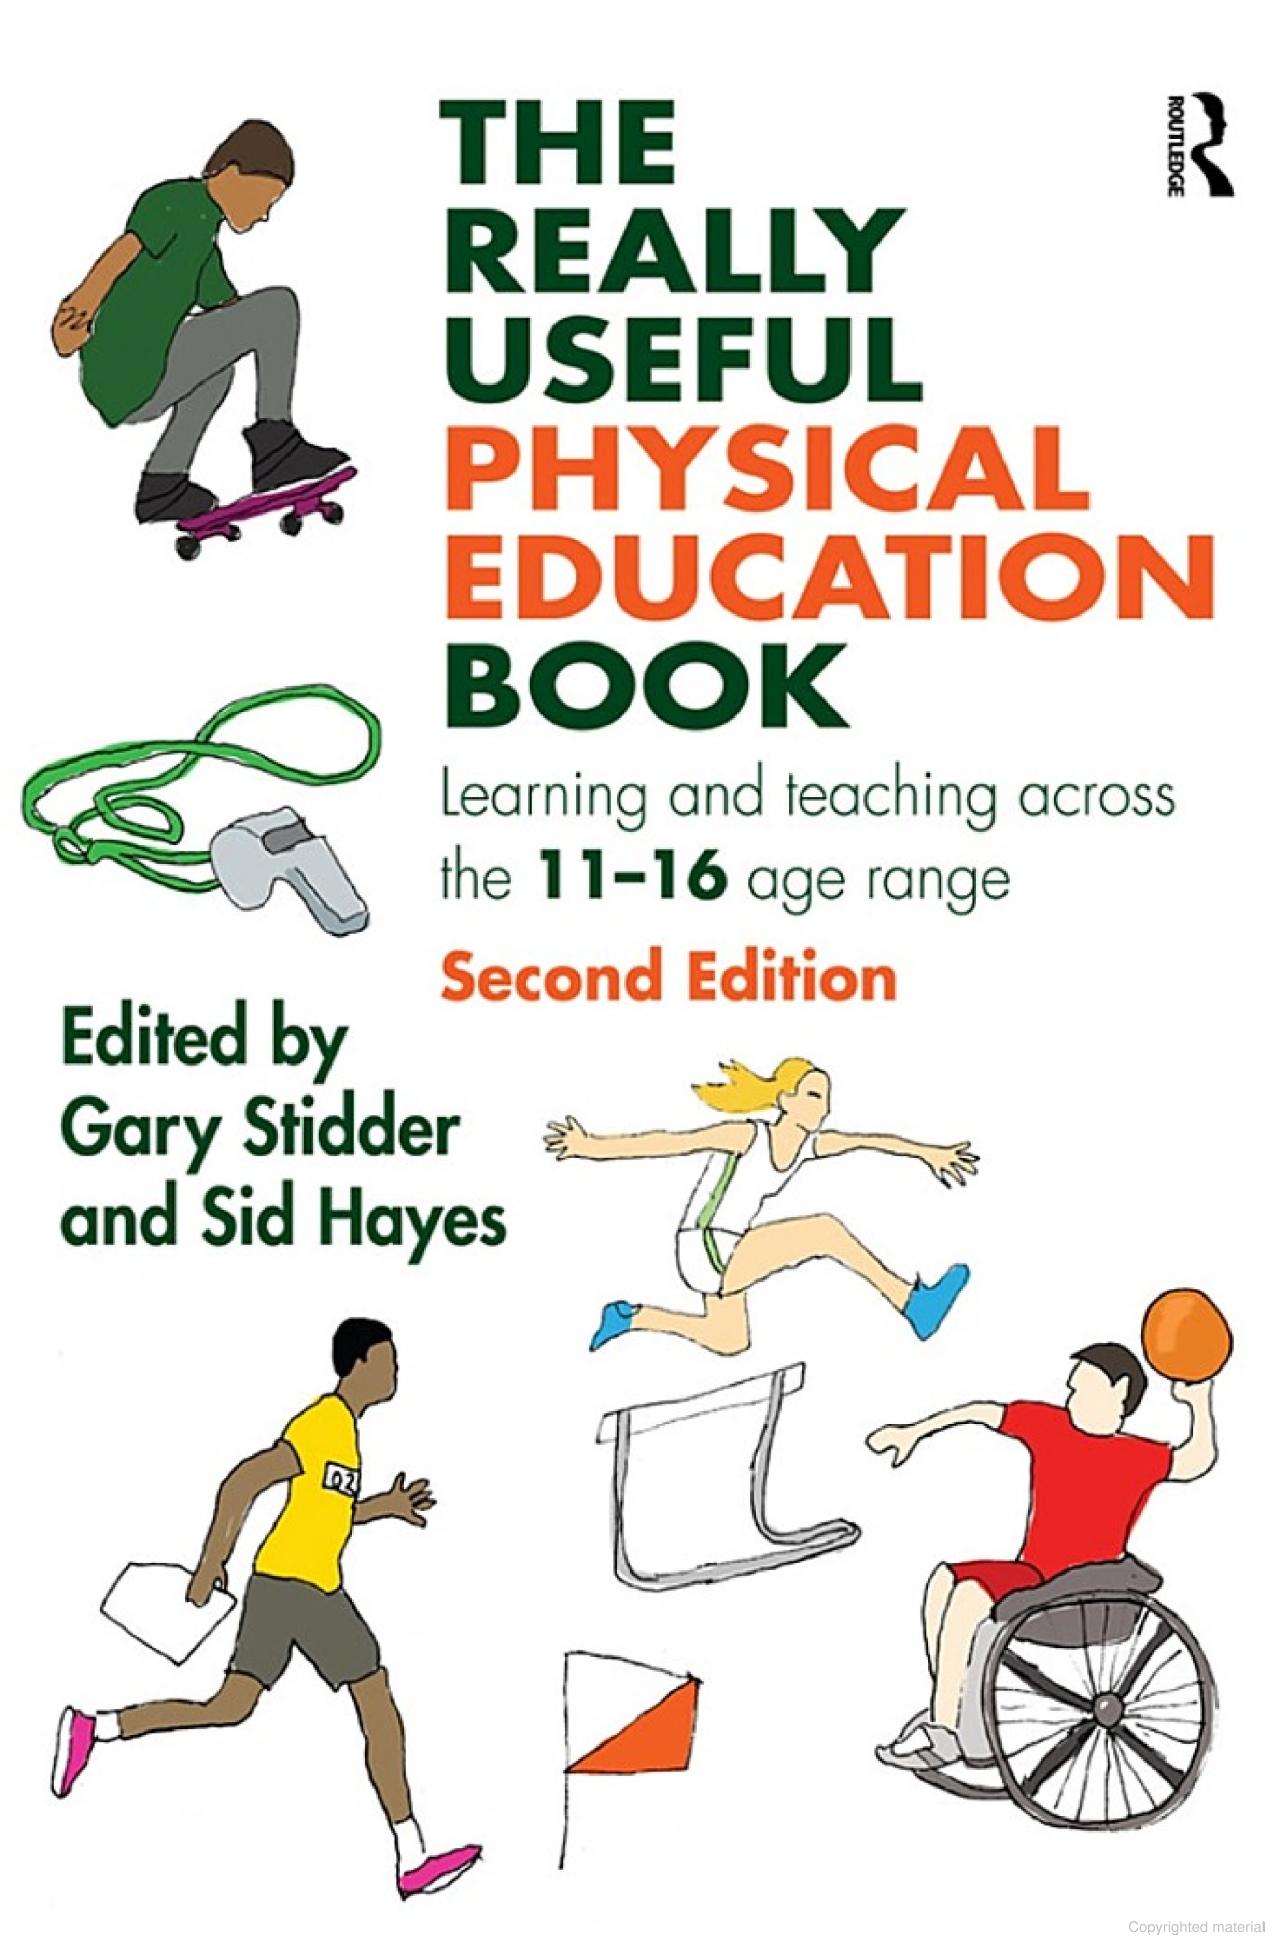 THE
REALLY
USEFUL
PHYSICAL
EDUCATION
BOOK
Learning and teaching across
the 11–16 age range
Second Edition
Edited by
Gary Stidder
and Sid Hayes
ROUTLEDGE
02
Copyrighted material